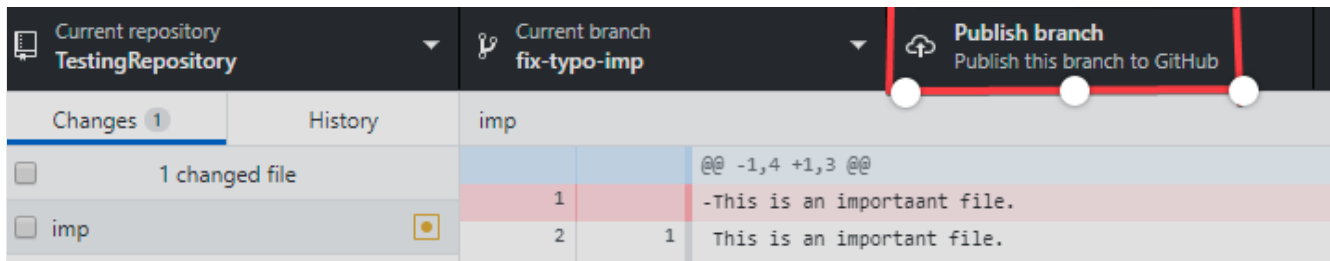 Current repository
TestingRepository
Current branch
fix-typo-imp
Publish branch
Publish this branch to GitHub
Changes 1
History
imp
1 changed file
@@ -1,4 +1,3 @@
1 -This is an importaant file.
imp
2 1 This is an important file.